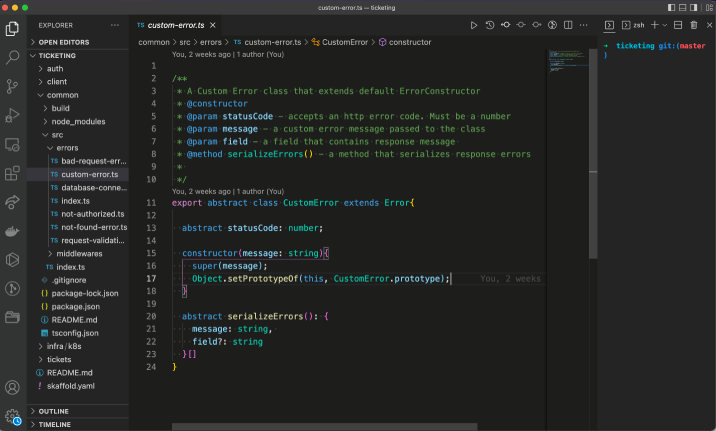 custom-error.ts — ticketing
EXPLORER
OPEN EDITORS
TICKETING
auth
client
common
build
node_modules
src
errors
TS bad-request-err...
TS custom-error.ts
TS database-conne...
TS index.ts
TS not-authorized.ts
TS not-found-error.ts
TS request-validati...
middlewares
TS index.ts
.gitignore
{} package-lock.json
{} package.json
README.md
tsconfig.json
infra/k8s
tickets
README.md
! skaffold.yaml
OUTLINE
TIMELINE
TS custom-error.ts
common > src > errors > TS custom-error.ts > CustomError > constructor
You, 2 weeks ago | 1 author (You)
1
2 /**
3 * A Custom Error class that extends default ErrorConstructor
4 * @constructor
5 * @param statusCode - accepts an http error code. Must be a number
6 * @param message - a custom error message passed to the class
7 * @param field - a field that contains response message
8 * @method serializeErrors() - a method that serializes response errors
9 *
10 */
You, 2 weeks ago | 1 author (You)
11 export abstract class CustomError extends Error{
12
13 abstract statusCode: number;
14
15 constructor(message: string){
16 super(message);
17 Object.setPrototypeOf(this, CustomError.prototype); You, 2 weeks
18 }
19
20 abstract serializeErrors(): {
21 message: string,
22 field?: string
23 }[]
24 }
zsh
→ ticketing git:(master
)